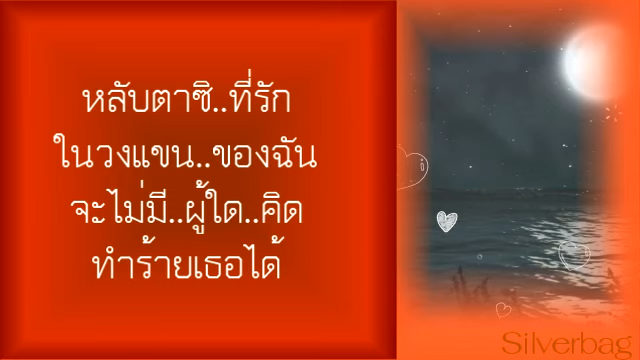 หลับตาซิ..ที่รัก
ในวงแขน..ของฉัน
จะไม่มี..ผู้ใด..คิด
ทำร้ายเธอได้
Silverbag